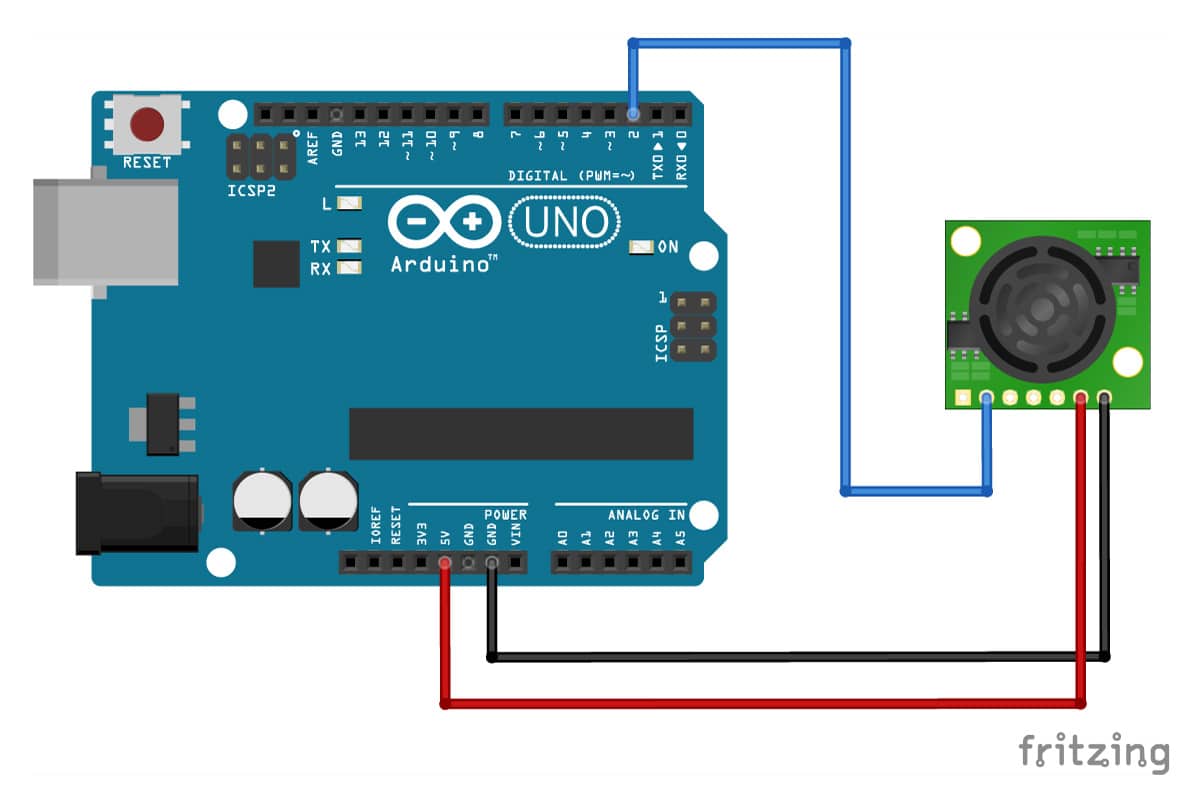 RESET
ICSP2
AREF
GND
13
12
~11
~10
~9
8
7
~6
~5
4
~3
2
TX0▶1
RX0◀0
DIGITAL (PWM=~)
L
TX
RX
UNO
Arduino™
ON
1
ICSP
IOREF
RESET
3V3
5V
GND
GND
VIN
POWER
ANALOG IN
A0
A1
A2
A3
A4
A5
fritzing